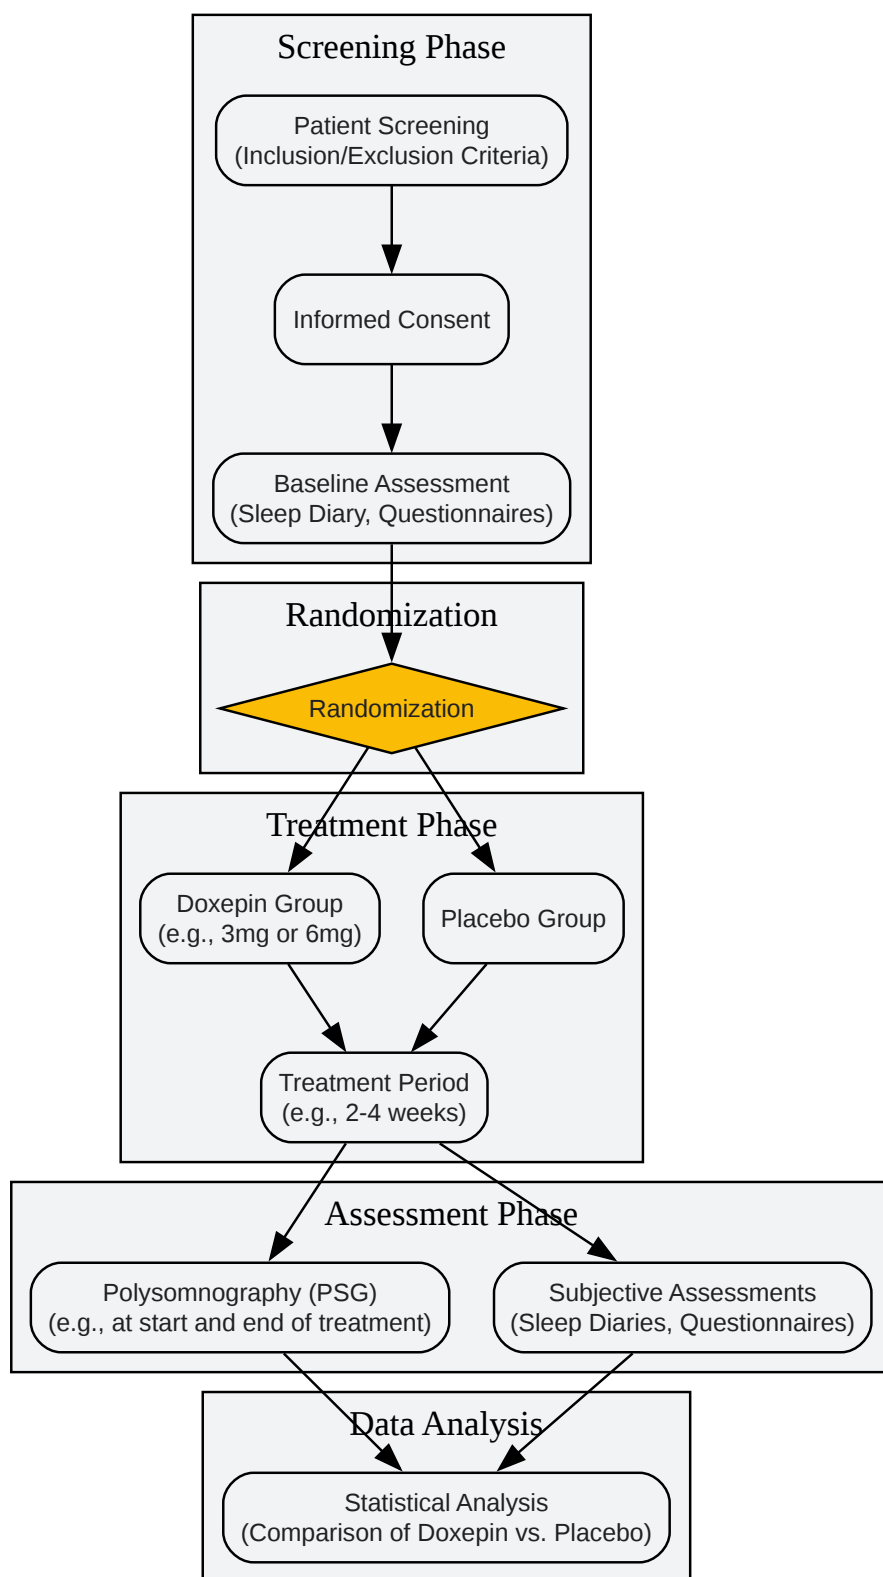 Screening Phase
Patient Screening
(Inclusion/Exclusion Criteria)
Informed Consent
Baseline Assessment
(Sleep Diary, Questionnaires)
Randomization
Randomization
Treatment Phase
Doxepin Group
(e.g., 3mg or 6mg)
Placebo Group
Treatment Period
(e.g., 2-4 weeks)
Assessment Phase
Polysomnography (PSG)
(e.g., at start and end of treatment)
Subjective Assessments
(Sleep Diaries, Questionnaires)
Data Analysis
Statistical Analysis
(Comparison of Doxepin vs. Placebo)